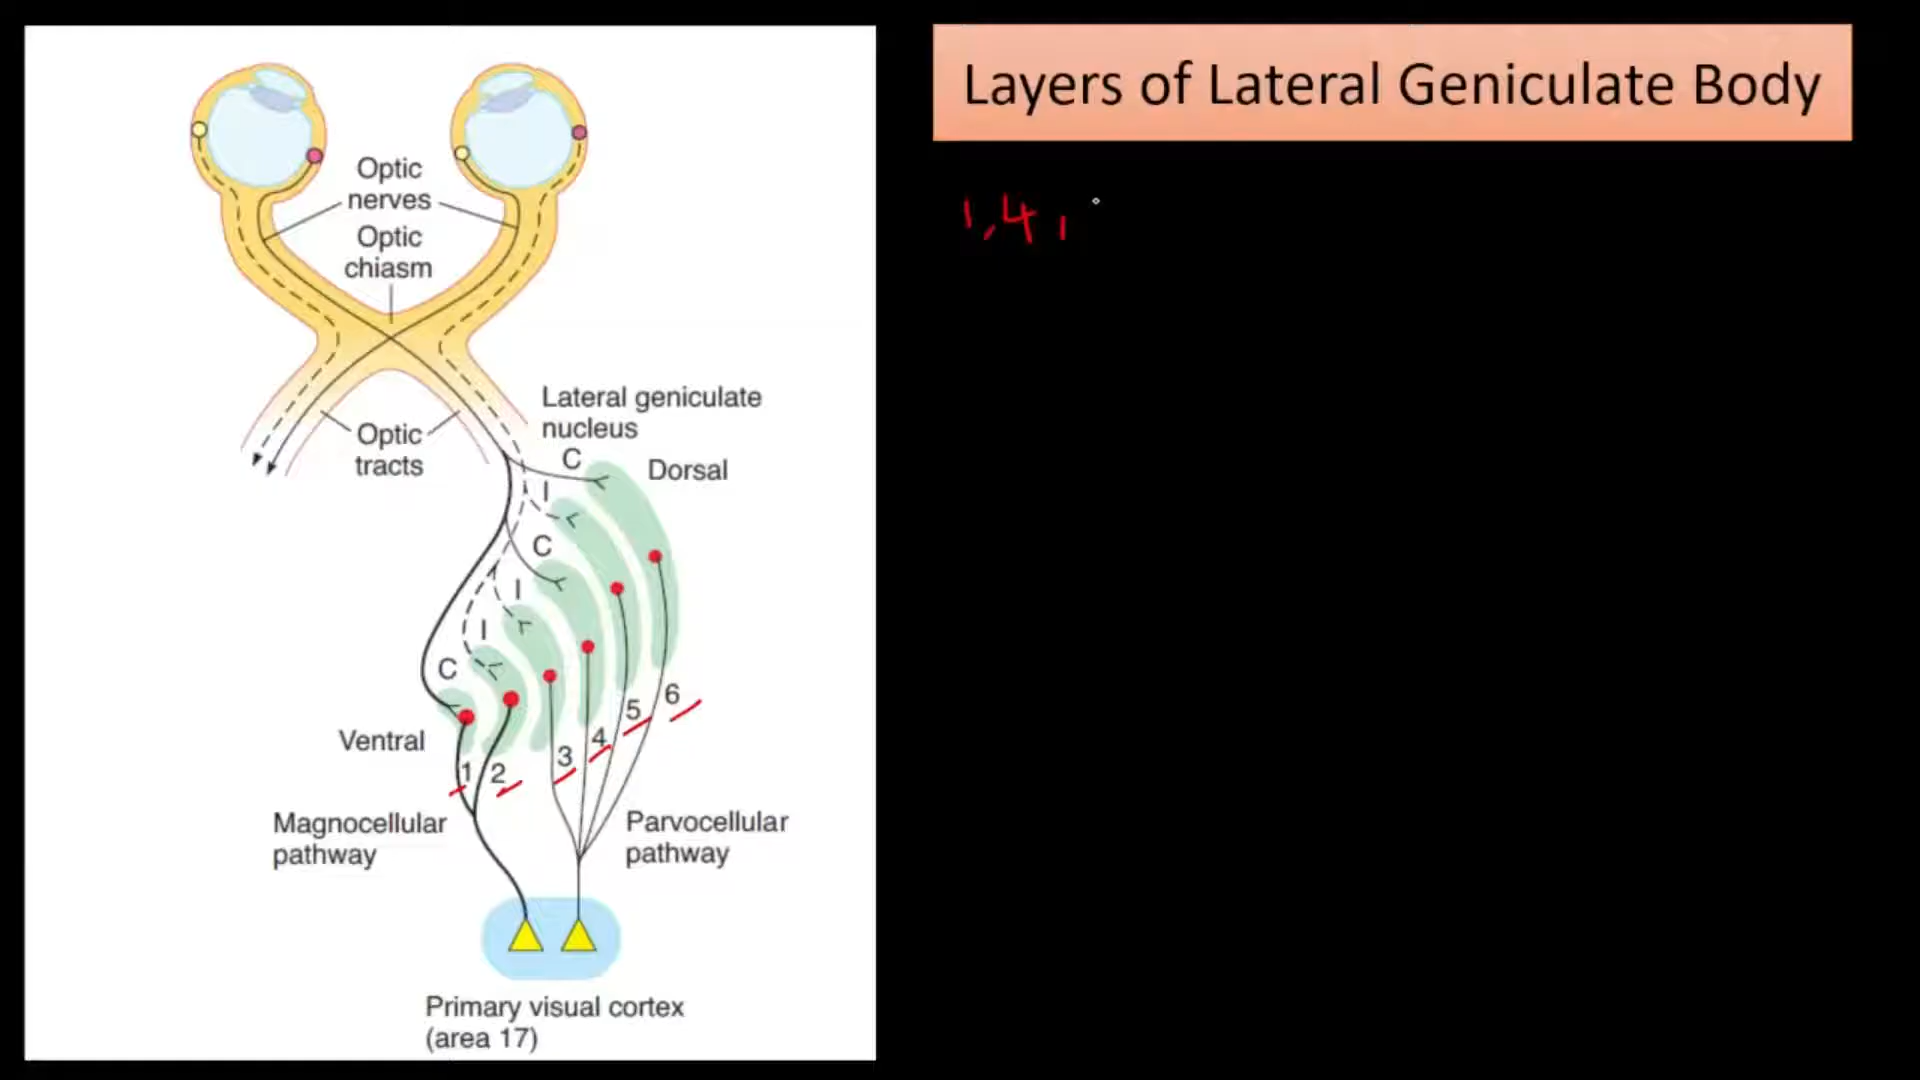 Layers of Lateral Geniculate Body
1,4,
Optic
nerves
Optic
chiasm
Optic
tracts
Lateral geniculate
nucleus
C
Dorsal
I
C
I
I
C
Ventral
1
2
3
4
5
6
Magnocellular
pathway
Parvocellular
pathway
Primary visual cortex
(area 17)